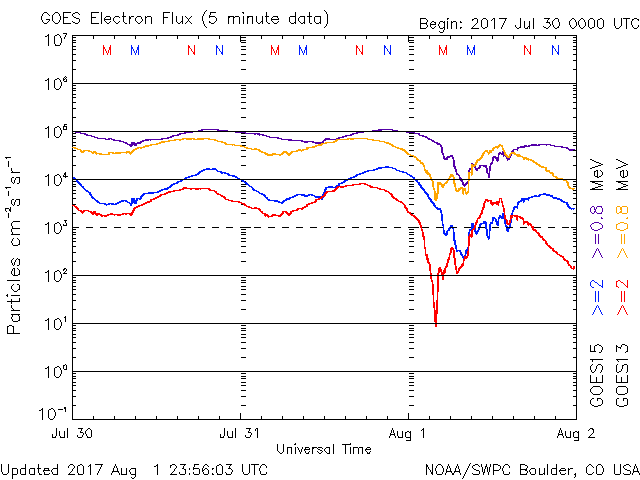 GOES Electron Flux (5 minute data)
Begin: 2017 Jul 30 0000 UTC
M M N N M M N N M M N N
10⁷
10⁶
10⁵
10⁴
10³
10²
10¹
10⁰
10⁻¹
Particles cm⁻²s⁻¹sr⁻¹
Jul 30 Jul 31 Aug 1 Aug 2
Universal Time
GOES15 >=2 >=0.8 MeV
GOES13 >=2 >=0.8 MeV
Updated 2017 Aug 1 23:56:03 UTC
NOAA/SWPC Boulder, CO USA